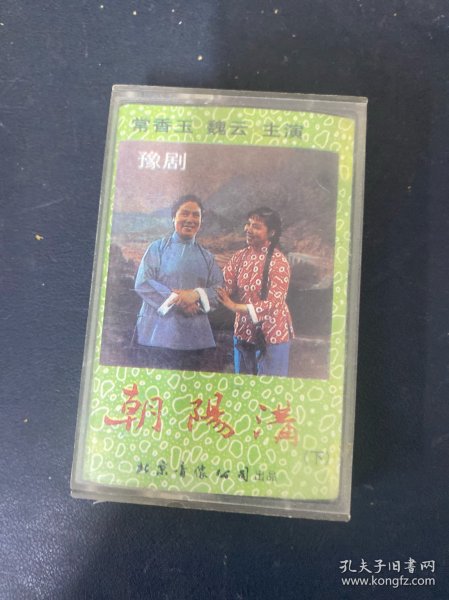 常香玉 魏云 主演
豫剧
朝陽溝
(下)
北京音像公司出品
孔夫子旧书网
www.kongfz.com